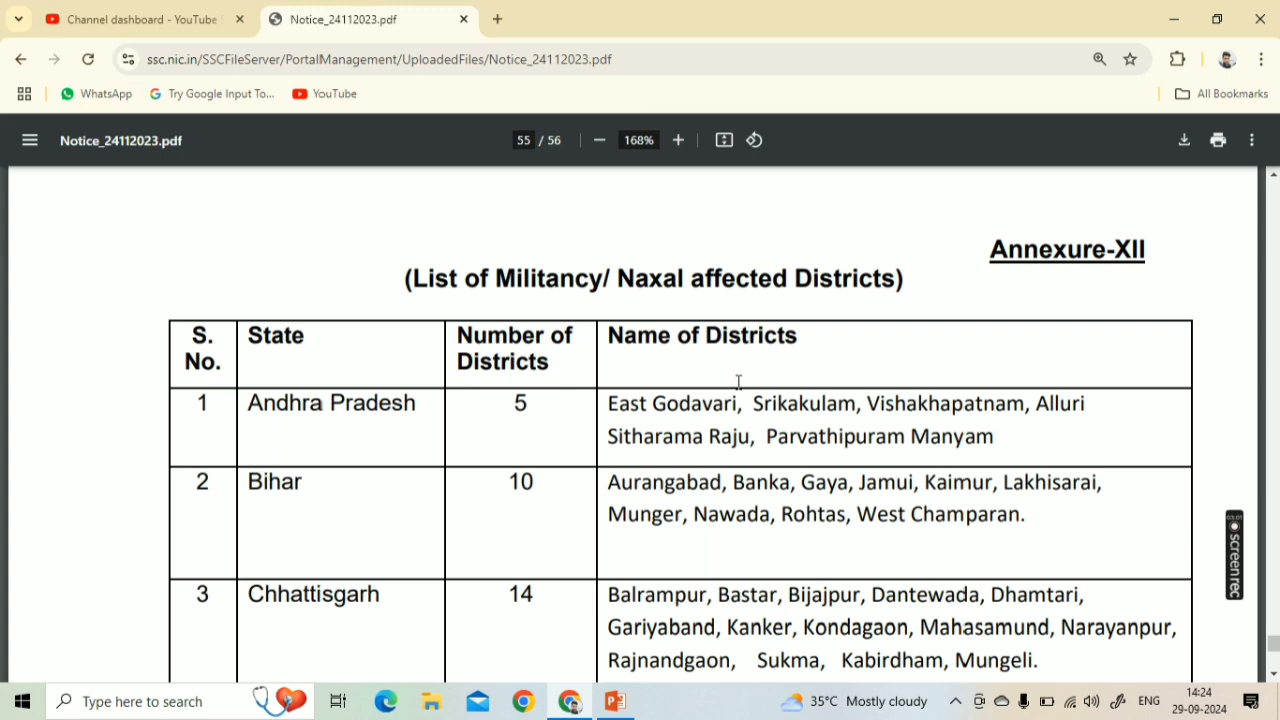 Channel dashboard - YouTube
Notice_24112023.pdf
ssc.nic.in/SSCFileServer/PortalManagement/UploadedFiles/Notice_24112023.pdf
WhatsApp
Try Google Input To...
YouTube
All Bookmarks
Notice_24112023.pdf
55 / 56
168%
Annexure-XII
(List of Militancy/ Naxal affected Districts)
S. No.
State
Number of Districts
Name of Districts
1
Andhra Pradesh
5
East Godavari, Srikakulam, Vishakhapatnam, Alluri
Sitharama Raju, Parvathipuram Manyam
2
Bihar
10
Aurangabad, Banka, Gaya, Jamui, Kaimur, Lakhisarai,
Munger, Nawada, Rohtas, West Champaran.
3
Chhattisgarh
14
Balrampur, Bastar, Bijajpur, Dantewada, Dhamtari,
Gariyaband, Kanker, Kondagaon, Mahasamund, Narayanpur,
Rajnandgaon, Sukma, Kabirdham, Mungeli.
screenrec
Type here to search
35°C Mostly cloudy
ENG
14:24
29-09-2024